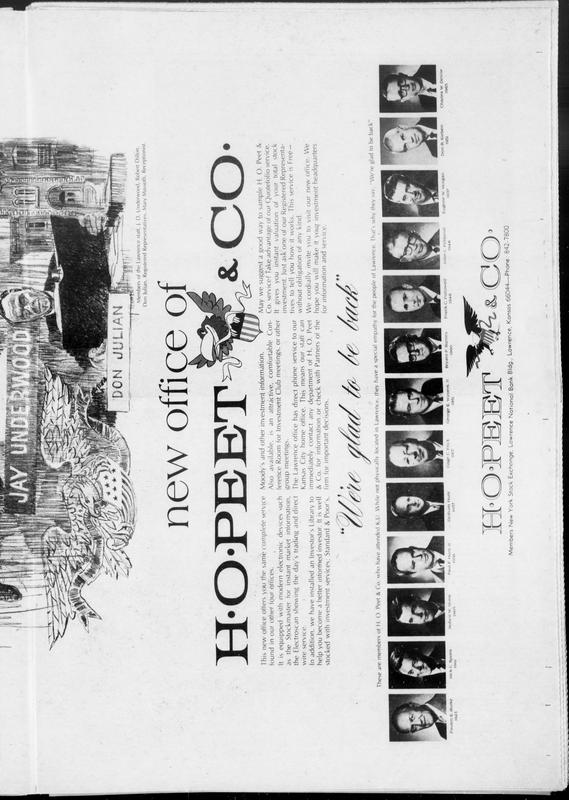 JAY UNDERWOOD
DON JULIAN
Members of the Lawrence staff, J. D. Underwood, Robert Dillon,
Don Julian, Registered Representatives, Mary Mussatti, Receptionist.
new office of
H·O·PEET & CO.
This new office offers you the same complete service
found in our other four offices.
It is equipped with modern electronic devices such
as the Stockmaster for instant market information,
the Electroscan showing the day's trading and direct
wire service.
In addition, we have installed an Investor's Library to
help you become a better informed investor. It is well
stocked with investment services, Standard & Poor's,
Moody's and other investment information.
Also available, is an attractive, comfortable Con-
ference Room for Investment Club meetings, or other
group meetings.
The Lawrence office has direct phone service to our
Kansas City home office. This means our staff can
immediately contact any department of H. O. Peet
& Co. for information or check with Partners of the
firm for important decisions.
May we suggest a good way to sample H. O. Peet &
Co. service? Take advantage of our Quotefolio service.
It gives you instant valuation of your total stock
investment. Just ask one of our Registered Representa-
tives to tell you how it works. This service is Free—
without obligation of any kind.
We cordially invite you to visit our new office. We
hope you will make it your investment headquarters
for information and service.
"We're glad to be back"
These are members of H. O. Peet & Co. who have attended K.U. While not physically located in Lawrence, they have a special empathy for the people of Lawrence. That's why they say: "We're glad to be back"
H·O·PEET & CO.
Members New York Stock Exchange, Lawrence National Bank Bldg., Lawrence, Kansas 66044—Phone: 842-7800